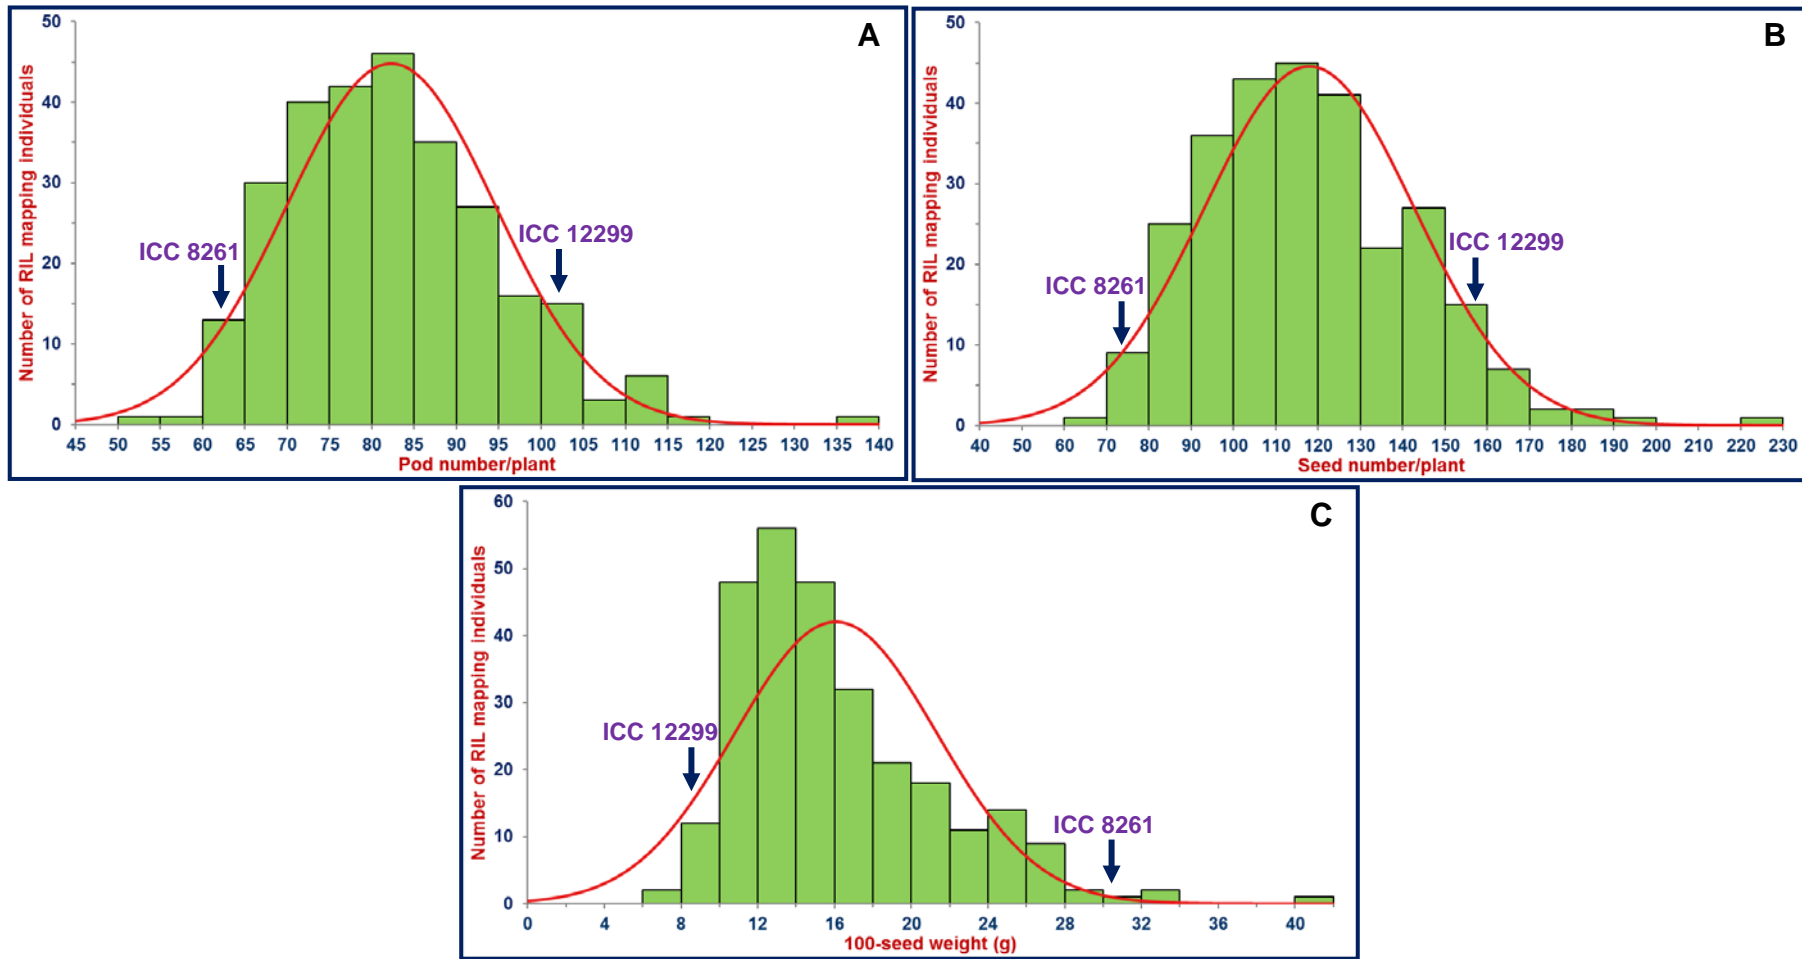 A
Number of RIL mapping individuals
50
40
30
20
10
0
ICC 8261
ICC 12299
45 50 55 60 65 70 75 80 85 90 95 100 105 110 115 120 125 130 135 140
Pod number/plant
B
Number of RIL mapping individuals
50
40
30
20
10
0
ICC 8261
ICC 12299
40 50 60 70 80 90 100 110 120 130 140 150 160 170 180 190 200 210 220 230
Seed number/plant
C
Number of RIL mapping individuals
60
50
40
30
20
10
0
ICC 12299
ICC 8261
0 4 8 12 16 20 24 28 32 36 40
100-seed weight (g)